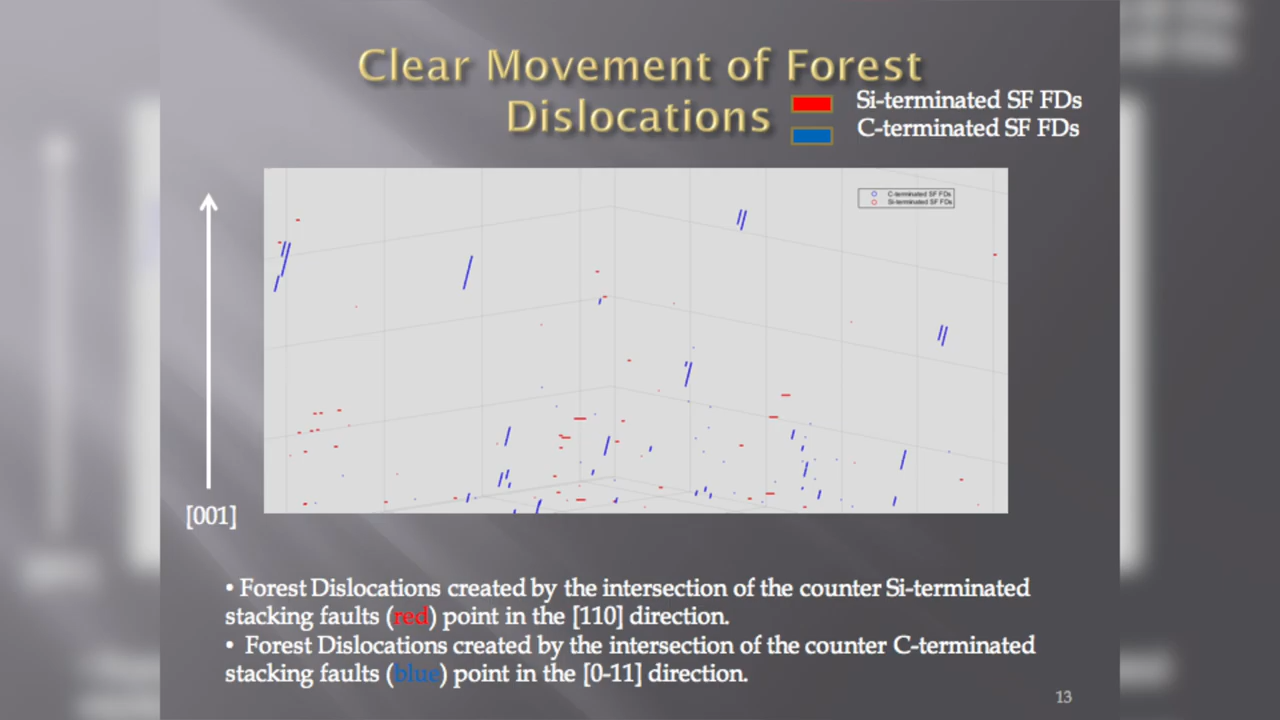 Clear Movement of Forest
Dislocations
Si-terminated SF FDs
C-terminated SF FDs
C-terminated SF FDs
Si-terminated SF FDs
[001]
• Forest Dislocations created by the intersection of the counter Si-terminated
stacking faults (red) point in the [110] direction.
• Forest Dislocations created by the intersection of the counter C-terminated
stacking faults (blue) point in the [0-11] direction.
13